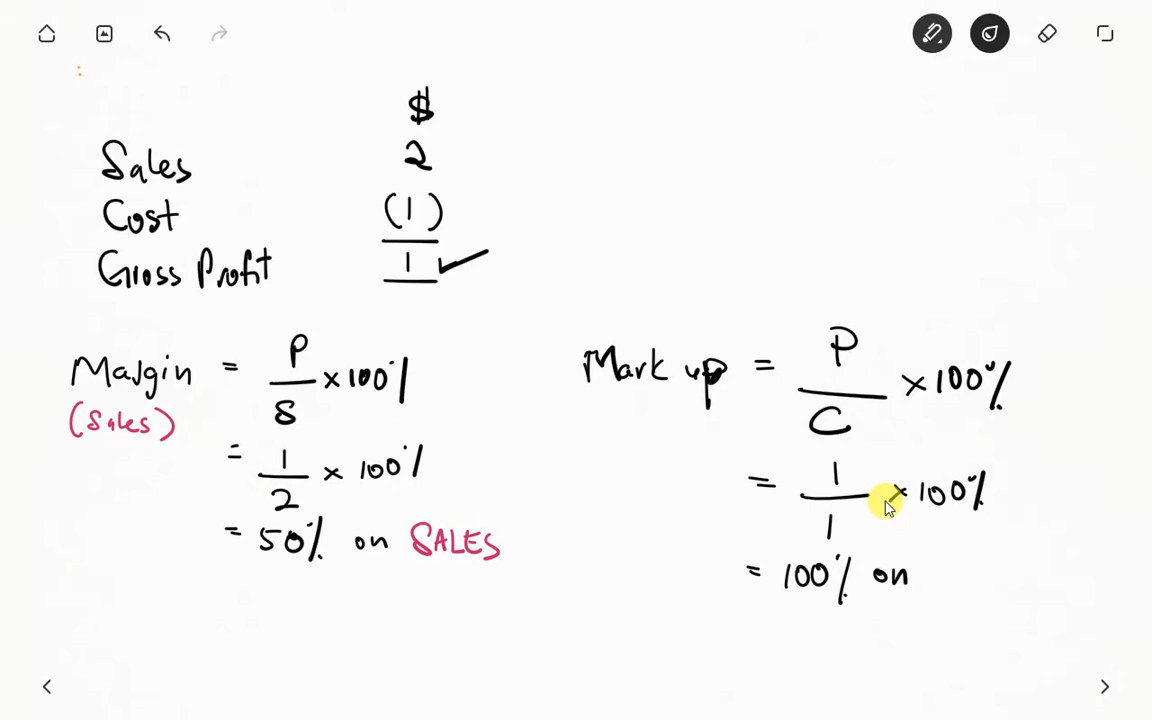 $
Sales 2
Cost (1)
Gross Profit 1
Margin = P/S ×100%
(Sales)
= 1/2 × 100%
= 50% on SALES
Mark up = P/C ×100%
= 1/1 ×100%
= 100% on